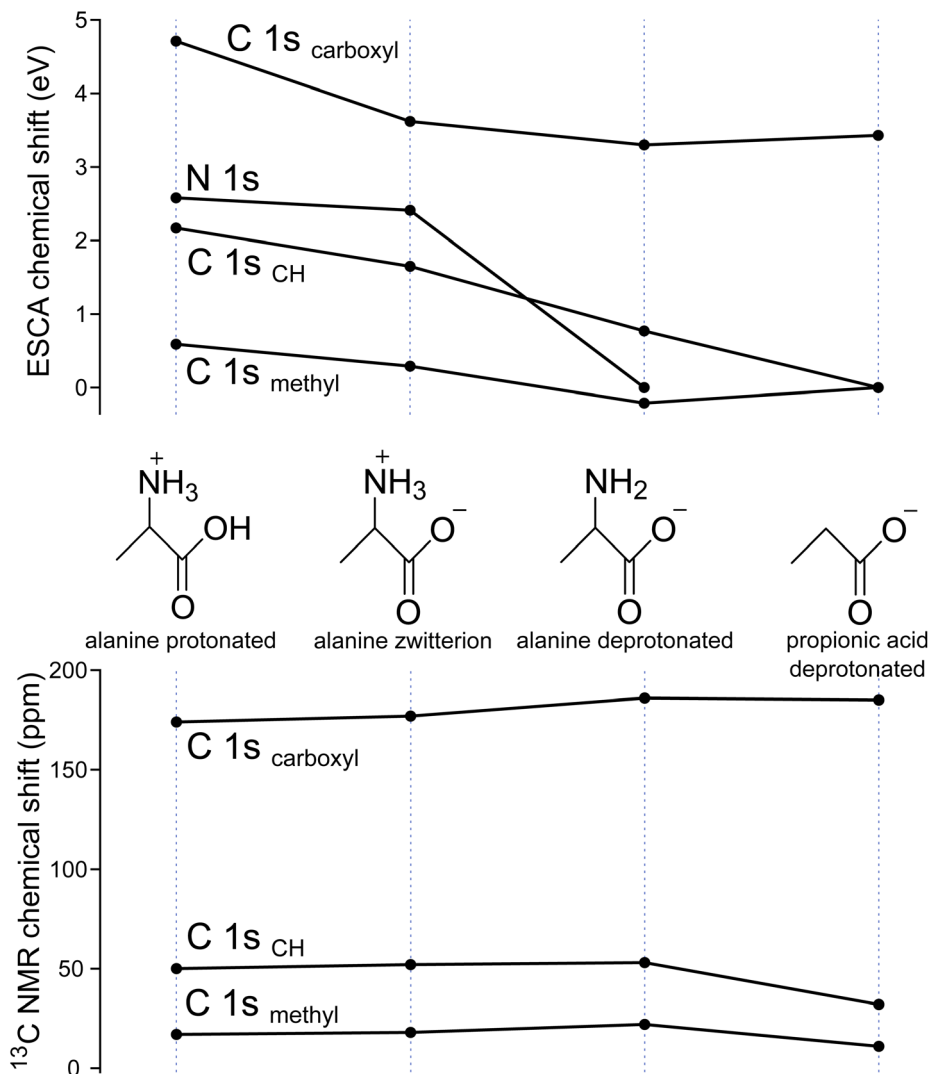 ESCA chemical shift (eV)
5
4
3
2
1
0
C 1s carboxyl
N 1s
C 1s CH
C 1s methyl
+
NH3
OH
O
alanine protonated
+
NH3
O−
O
alanine zwitterion
NH2
O−
O
alanine deprotonated
O−
O
propionic acid
deprotonated
13C NMR chemical shift (ppm)
200
150
100
50
0
C 1s carboxyl
C 1s CH
C 1s methyl